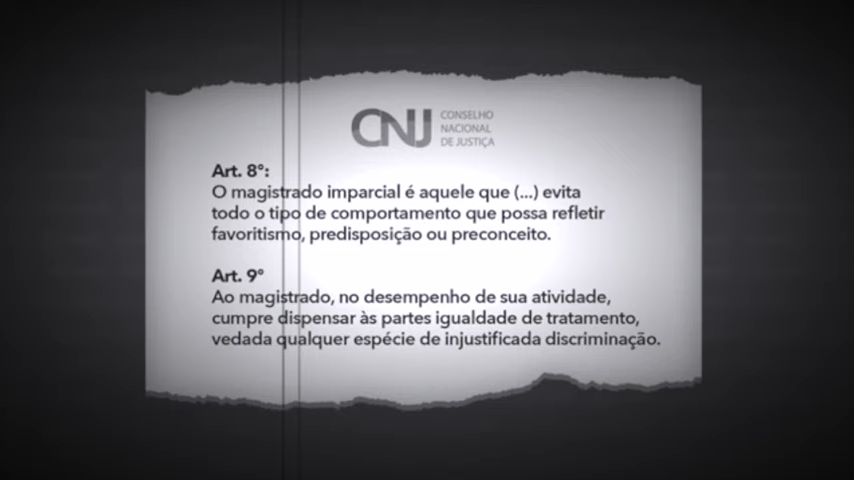 CNJ
CONSELHO
NACIONAL
DE JUSTIÇA
Art. 8°:
O magistrado imparcial é aquele que (...) evita
todo o tipo de comportamento que possa refletir
favoritismo, predisposição ou preconceito.
Art. 9°
Ao magistrado, no desempenho de sua atividade,
cumpre dispensar às partes igualdade de tratamento,
vedada qualquer espécie de injustificada discriminação.